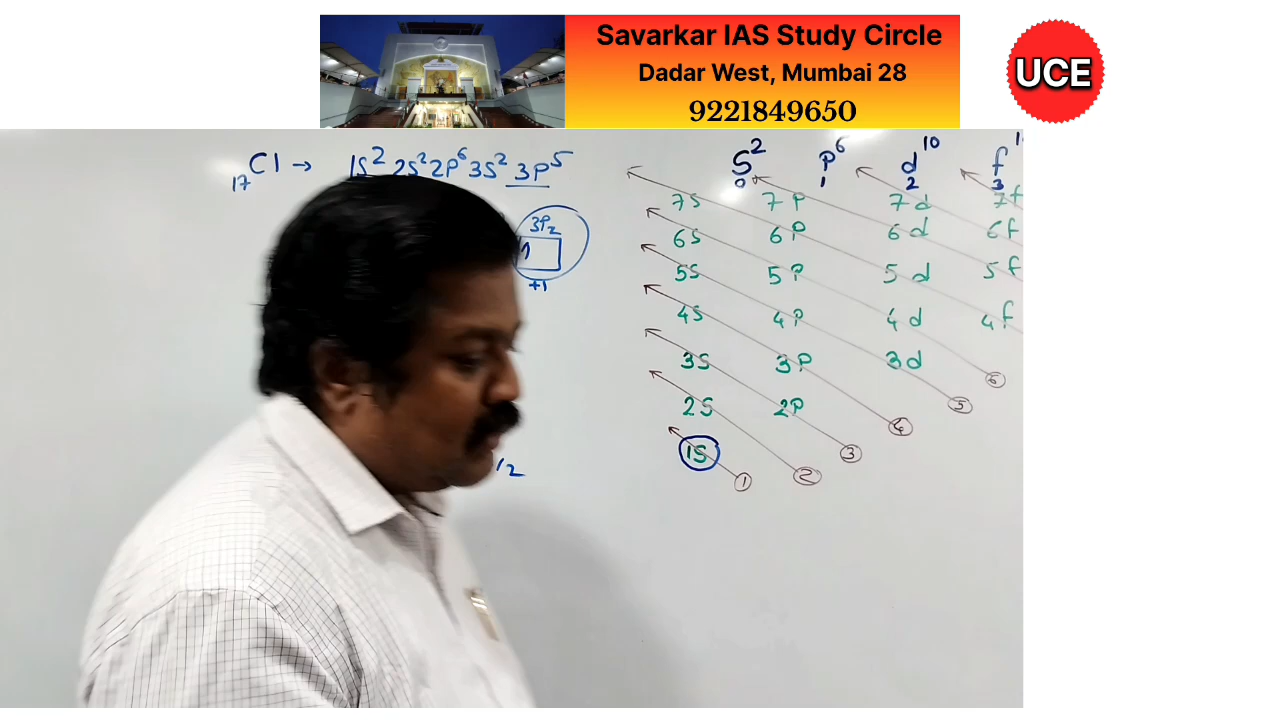 Savarkar IAS Study Circle
Dadar West, Mumbai 28
9221849650
UCE
₁₇Cl → 1S² 2S² 2P⁶ 3S² 3P⁵
3P₂
1
+1
S² P⁶ d¹⁰ f
0 1 2 3
7S 7P 7d 7f
6S 6P 6d 6f
5S 5P 5d 5f
4S 4P 4d 4f
3S 3P 3d
2S 2P
1S
1 2 3 4 5 6